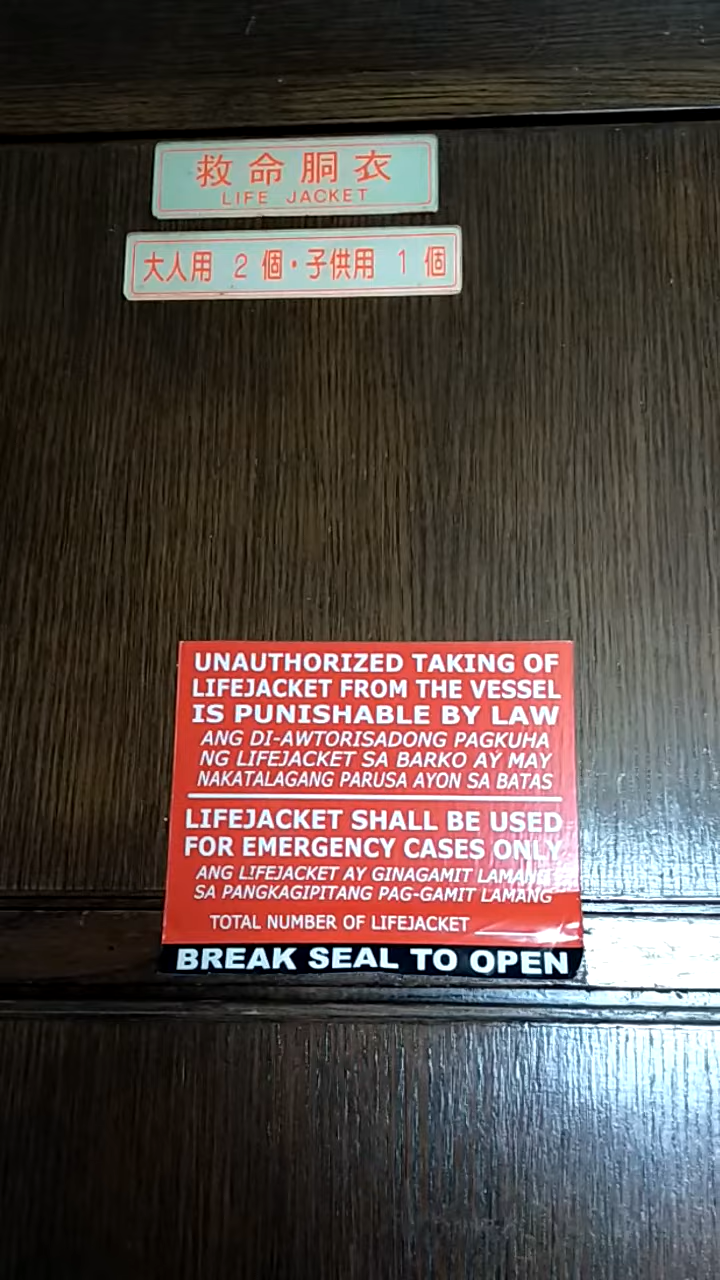 救命胴衣
LIFE JACKET
大人用 2 個・子供用 1 個
UNAUTHORIZED TAKING OF
LIFEJACKET FROM THE VESSEL
IS PUNISHABLE BY LAW
ANG DI-AWTORISADONG PAGKUHA
NG LIFEJACKET SA BARKO AY MAY
NAKATALAGANG PARUSA AYON SA BATAS
LIFEJACKET SHALL BE USED
FOR EMERGENCY CASES ONLY
ANG LIFEJACKET AY GINAGAMIT LAMANG
SA PANGKAGIPITANG PAG-GAMIT LAMANG
TOTAL NUMBER OF LIFEJACKET
BREAK SEAL TO OPEN